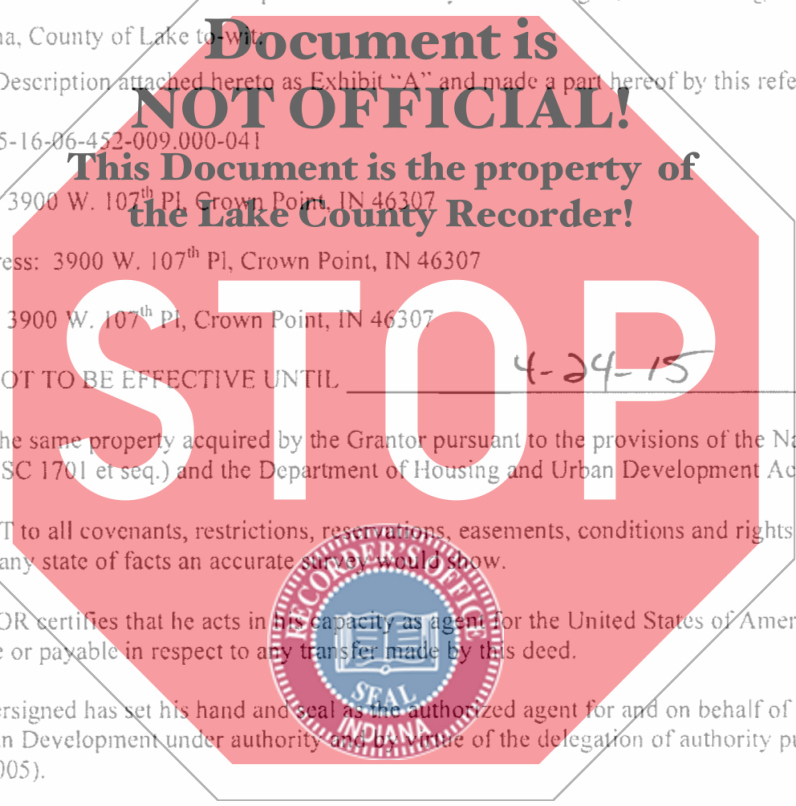 na, County of Lake to-wit:
Document is
Description attached hereto as Exhibit "A" and made a part hereof by this refe
NOT OFFICIAL!
5-16-06-452-009.000-041
This Document is the property of
3900 W. 107th Pl, Crown Point, IN 46307
the Lake County Recorder!
ress: 3900 W. 107th Pl, Crown Point, IN 46307
3900 W. 107th Pl, Crown Point, IN 46307
STOP
OT TO BE EFFECTIVE UNTIL 4-24-15
he same property acquired by the Grantor pursuant to the provisions of the Na
SC 1701 et seq.) and the Department of Housing and Urban Development Ac
T to all covenants, restrictions, reservations, easements, conditions and rights
any state of facts an accurate survey would show.
RECORDER'S OFFICE
OR certifies that he acts in his capacity as agent for the United States of Amer
e or payable in respect to any transfer made by this deed.
SEAL
INDIANA
ersigned has set his hand and seal as the authorized agent for and on behalf of
n Development under authority and by virtue of the delegation of authority pu
005).